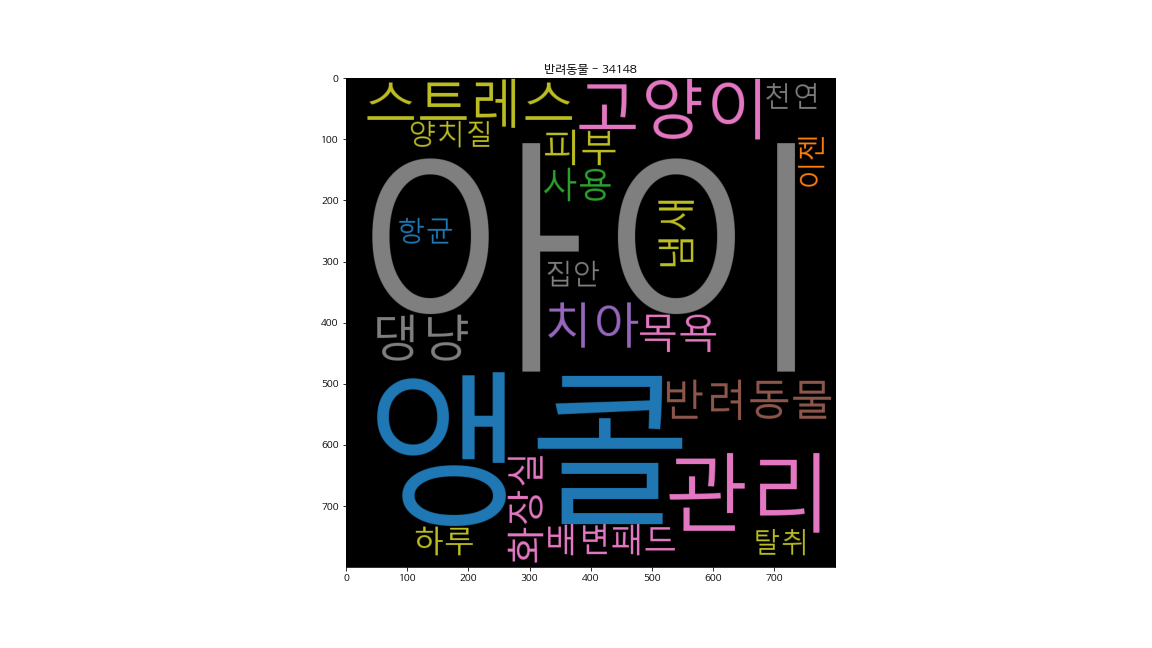 반려동물 - 34148
스트레스
고양이
천연
양치질
피부
이젠
사용
아이
항균
냄새
집안
댕냥
치아
목욕
앵콜
반려동물
관리
화장실
하루
배변패드
탈취
0
100
200
300
400
500
600
700
0 100 200 300 400 500 600 700